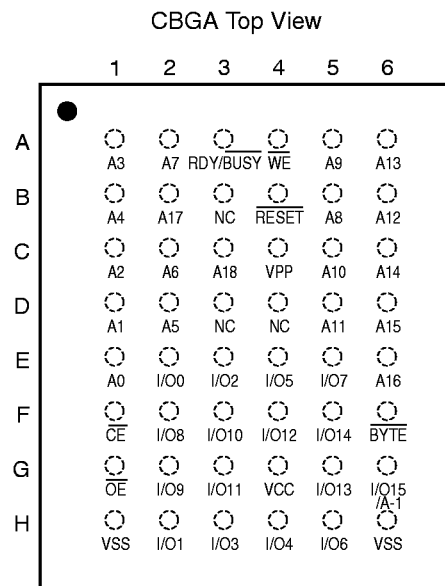 CBGA Top View
1 2 3 4 5 6
A
A3 A7 RDY/BUSY WE A9 A13
B
A4 A17 NC RESET A8 A12
C
A2 A6 A18 VPP A10 A14
D
A1 A5 NC NC A11 A15
E
A0 I/O0 I/O2 I/O5 I/O7 A16
F
CE I/O8 I/O10 I/O12 I/O14 BYTE
G
OE I/O9 I/O11 VCC I/O13 I/O15
/A-1
H
VSS I/O1 I/O3 I/O4 I/O6 VSS